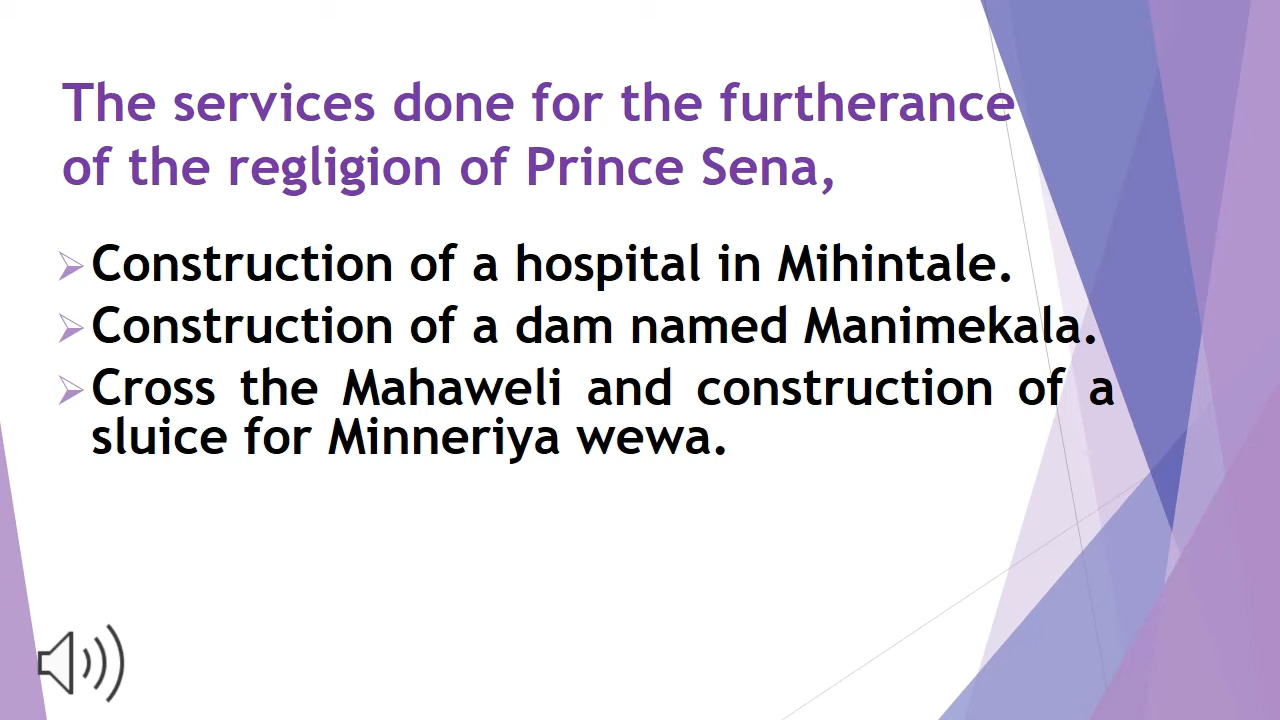 The services done for the furtherance
of the regligion of Prince Sena,
Construction of a hospital in Mihintale.
Construction of a dam named Manimekala.
Cross the Mahaweli and construction of a
sluice for Minneriya wewa.